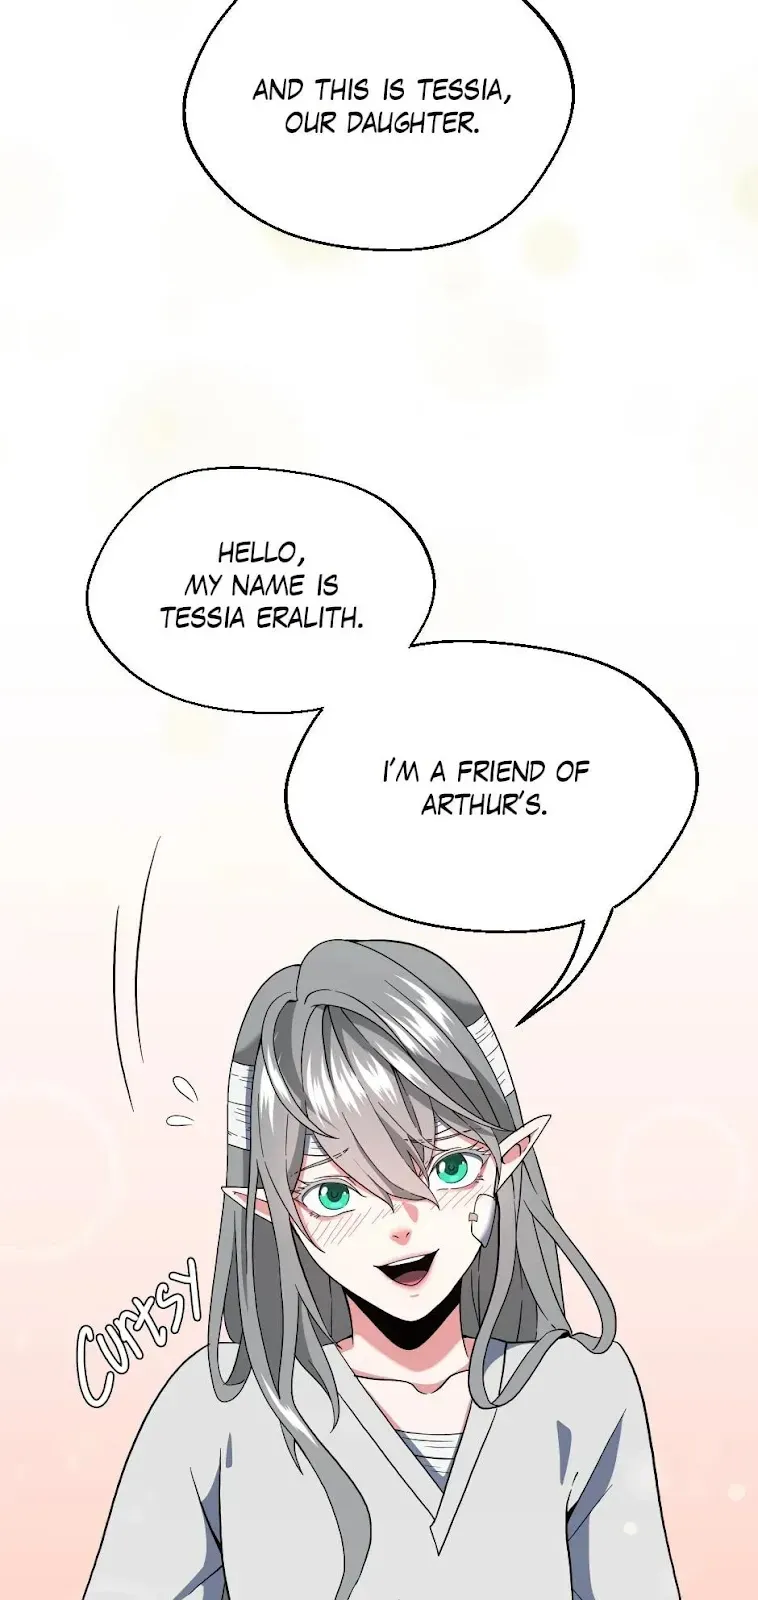 AND THIS IS TESSIA,
OUR DAUGHTER.
HELLO,
MY NAME IS
TESSIA ERALITH.
I'M A FRIEND OF
ARTHUR'S.
Curtsy